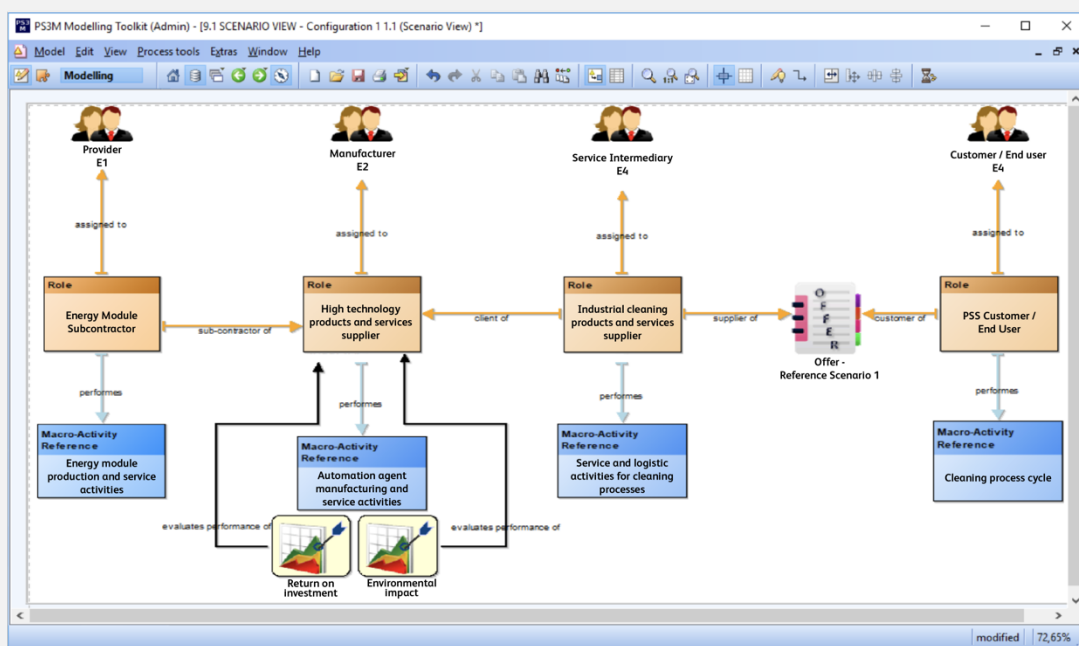 PS3M Modelling Toolkit (Admin) - [9.1 SCENARIO VIEW - Configuration 1 1.1 (Scenario View) *]
Model Edit View Process tools Extras Window Help
Modelling
Provider
E1
Manufacturer
E2
Service Intermediary
E4
Customer / End user
E4
assigned to
assigned to
assigned to
assigned to
Role
Energy Module
Subcontractor
sub-contractor of
Role
High technology
products and services
supplier
client of
Role
Industrial cleaning
products and services
supplier
supplier of
OFFER
Offer -
Reference Scenario 1
customer of
Role
PSS Customer /
End User
performes
performes
performes
performes
Macro-Activity
Reference
Energy module
production and service
activities
Macro-Activity
Reference
Automation agent
manufacturing and
service activities
Macro-Activity
Reference
Service and logistic
activities for cleaning
processes
Macro-Activity
Reference
Cleaning process cycle
evaluates performance of
evaluates performance of
Return on
investment
Environmental
impact
modified 72,65%